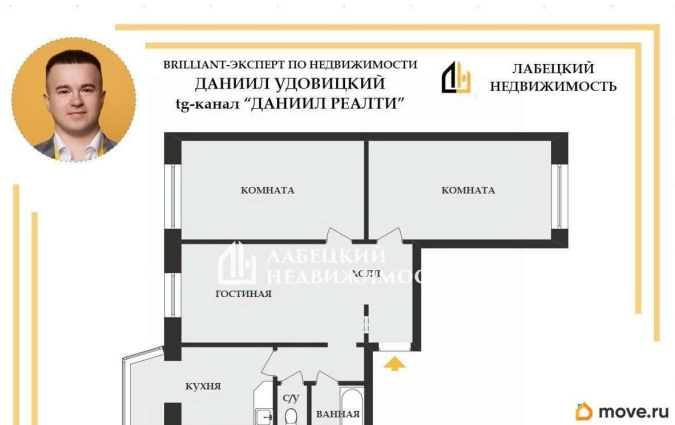 BRILLIANT-ЭКСПЕРТ ПО НЕДВИЖИМОСТИ
ДАНИИЛ УДОВИЦКИЙ
tg-канал “ДАНИИЛ РЕАЛТИ”
ЛАБЕЦКИЙ
НЕДВИЖИМОСТЬ
КОМНАТА
КОМНАТА
ЛАБЕЦКИЙ
НЕДВИЖИМОС
ХОЛЛ
ГОСТИНАЯ
КУХНЯ
С/У
ВАННАЯ
move.ru